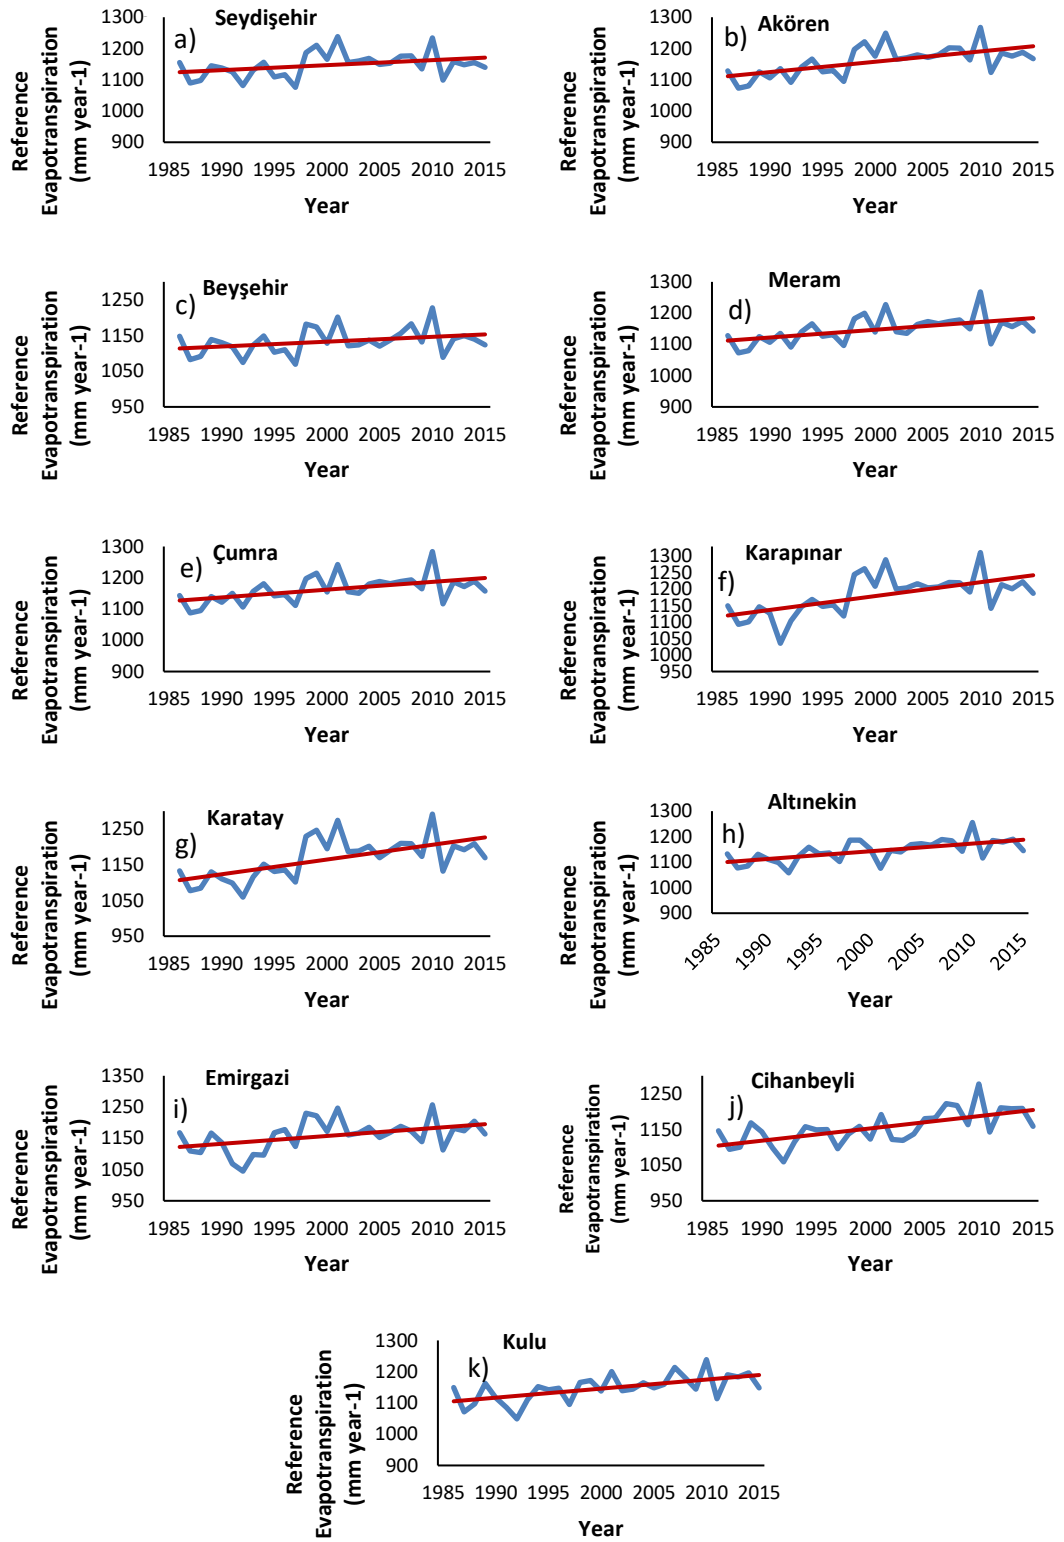 Seydişehir
a)
Reference
Evapotranspiration
(mm year-1)
1300
1200
1100
1000
900
1985 1990 1995 2000 2005 2010 2015
Year
Akören
b)
Reference
Evapotranspiration
(mm year-1)
1300
1200
1100
1000
900
1985 1990 1995 2000 2005 2010 2015
Year
Beyşehir
c)
Reference
Evapotranspiration
(mm year-1)
1250
1150
1050
950
1985 1990 1995 2000 2005 2010 2015
Year
Meram
d)
Reference
Evapotranspiration
(mm year-1)
1300
1200
1100
1000
900
1985 1990 1995 2000 2005 2010 2015
Year
Çumra
e)
Reference
Evapotranspiration
(mm year-1)
1300
1200
1100
1000
900
1985 1990 1995 2000 2005 2010 2015
Year
Karapınar
f)
Reference
Evapotranspiration
(mm year-1)
1300
1250
1200
1150
1100
1050
1000
950
1985 1990 1995 2000 2005 2010 2015
Year
Karatay
g)
Reference
Evapotranspiration
(mm year-1)
1250
1150
1050
950
1985 1990 1995 2000 2005 2010 2015
Year
Altınekin
h)
Reference
Evapotranspiration
(mm year-1)
1300
1200
1100
1000
900
1985 1990 1995 2000 2005 2010 2015
Year
Emirgazi
i)
Reference
Evapotranspiration
(mm year-1)
1350
1250
1150
1050
950
1985 1990 1995 2000 2005 2010 2015
Year
Cihanbeyli
j)
Reference
Evapotranspiration
(mm year-1)
1250
1150
1050
950
1985 1990 1995 2000 2005 2010 2015
Year
Kulu
k)
Reference
Evapotranspiration
(mm year-1)
1300
1200
1100
1000
900
1985 1990 1995 2000 2005 2010 2015
Year